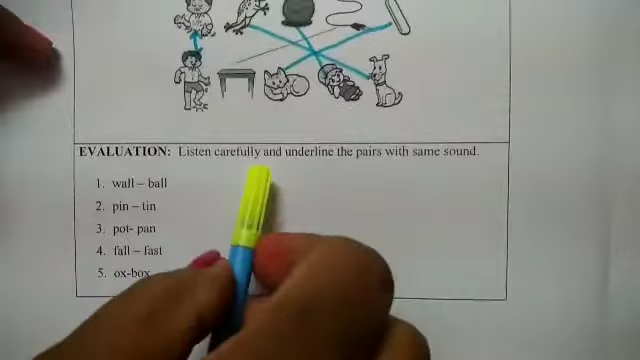 EVALUATION: Listen carefully and underline the pairs with same sound.
1. wall – ball
2. pin – tin
3. pot- pan
4. fall – fast
5. ox-box